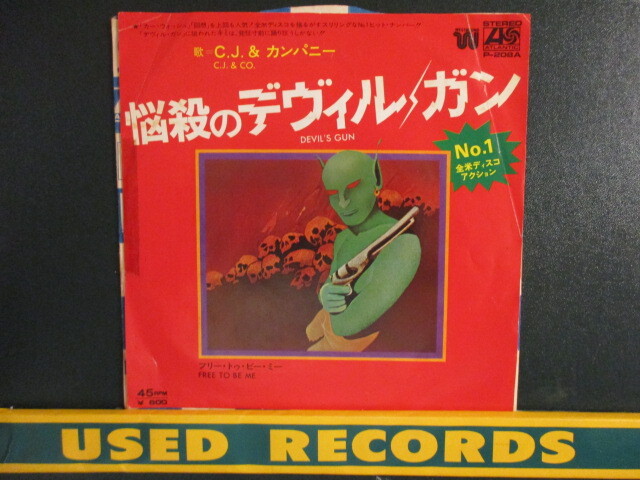 歌=C.J.& カンパニー
C.J. & CO.
STEREO
ATLANTIC
P-208A
悩殺のデヴィル/ガン
DEVIL'S GUN
No.1
全米ディスコ
アクション
フリー・トゥ・ビー・ミー
FREE TO BE ME
45RPM
¥ 600
USED RECORDS